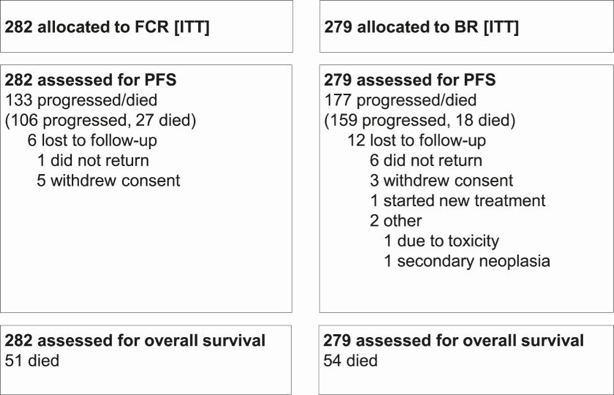 282 allocated to FCR [ITT]
279 allocated to BR [ITT]
282 assessed for PFS
133 progressed/died
(106 progressed, 27 died)
6 lost to follow-up
1 did not return
5 withdrew consent
279 assessed for PFS
177 progressed/died
(159 progressed, 18 died)
12 lost to follow-up
6 did not return
3 withdrew consent
1 started new treatment
2 other
1 due to toxicity
1 secondary neoplasia
282 assessed for overall survival
51 died
279 assessed for overall survival
54 died